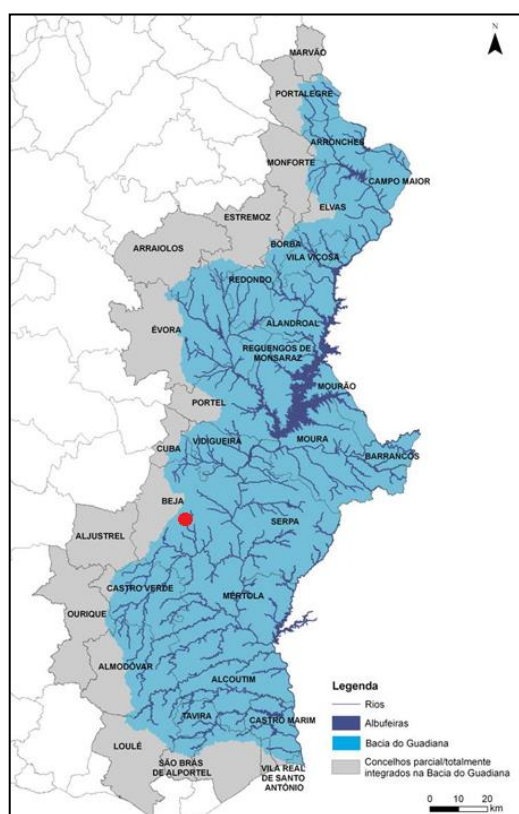 MARVÃO
N
PORTALEGRE
ARRONCHES
MONFORTE
CAMPO MAIOR
ELVAS
ESTREMOZ
ARRAIOLOS
BORBA
VILA VIÇOSA
REDONDO
ÉVORA
ALANDROAL
REGUENGOS DE
MONSARAZ
MOURÃO
PORTEL
CUBA
VIDIGUEIRA
MOURA
BARRANCOS
BEJA
SERPA
ALJUSTREL
CASTRO VERDE
MÉRTOLA
OURIQUE
ALMODÔVAR
ALCOUTIM
TAVIRA
CASTRO MARIM
LOULÉ
SÃO BRÁS
DE ALPORTEL
VILA REAL
DE SANTO
ANTÓNIO
Legenda
Rios
Albufeiras
Bacia do Guadiana
Concelhos parcial/totalmente
integrados na Bacia do Guadiana
0 10 20
km